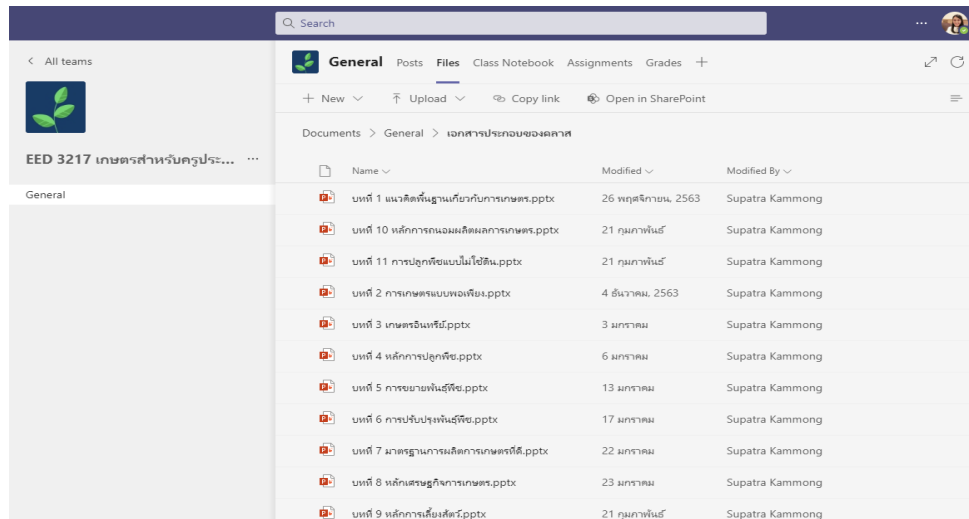 Search
All teams
General Posts Files Class Notebook Assignments Grades
New Upload Copy link Open in SharePoint
Documents > General > เอกสารประกอบของคลาส
EED 3217 เกษตรสำหรับครูประ... ...
General
Name Modified Modified By
บทที่ 1 แนวคิดพื้นฐานเกี่ยวกับการเกษตร.pptx 26 พฤศจิกายน, 2563 Supatra Kammong
บทที่ 10 หลักการถนอมผลิตผลการเกษตร.pptx 21 กุมภาพันธ์ Supatra Kammong
บทที่ 11 การปลูกพืชแบบไม่ใช้ดิน.pptx 21 กุมภาพันธ์ Supatra Kammong
บทที่ 2 การเกษตรแบบพอเพียง.pptx 4 ธันวาคม, 2563 Supatra Kammong
บทที่ 3 เกษตรอินทรีย์.pptx 3 มกราคม Supatra Kammong
บทที่ 4 หลักการปลูกพืช.pptx 6 มกราคม Supatra Kammong
บทที่ 5 การขยายพันธุ์พืช.pptx 13 มกราคม Supatra Kammong
บทที่ 6 การปรับปรุงพันธุ์พืช.pptx 17 มกราคม Supatra Kammong
บทที่ 7 มาตรฐานการผลิตการเกษตรที่ดี.pptx 22 มกราคม Supatra Kammong
บทที่ 8 หลักเศรษฐกิจการเกษตร.pptx 23 มกราคม Supatra Kammong
บทที่ 9 หลักการเลี้ยงสัตว์.pptx 21 กุมภาพันธ์ Supatra Kammong